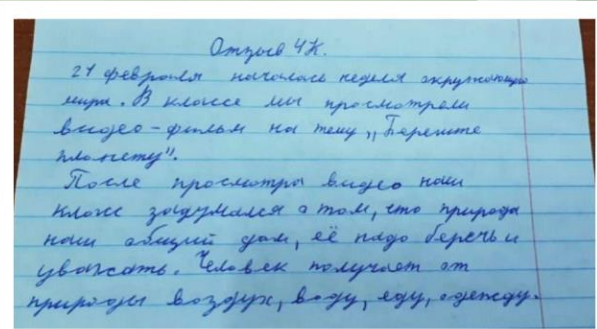 Отзыв 4К.
21 февраля началась неделя окружающего
мира. В классе мы просмотрели
видео-фильм на тему „Берегите
планету".
После просмотра видео наш
класс задумался о том, что природа
наш общий дом, её надо беречь и
уважать. Человек получает от
природы воздух, воду, еду, одежду.